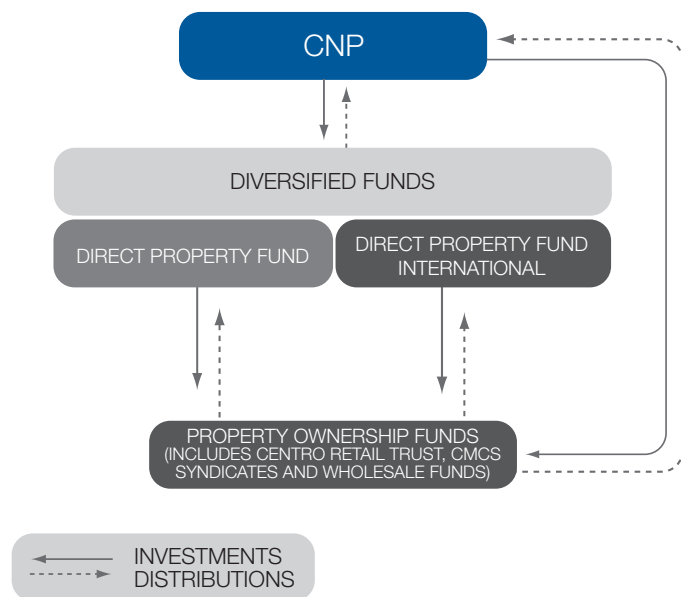 CNP
DIVERSIFIED FUNDS
DIRECT PROPERTY FUND
DIRECT PROPERTY FUND
INTERNATIONAL
PROPERTY OWNERSHIP FUNDS
(INCLUDES CENTRO RETAIL TRUST, CMCS
SYNDICATES AND WHOLESALE FUNDS)
INVESTMENTS
DISTRIBUTIONS